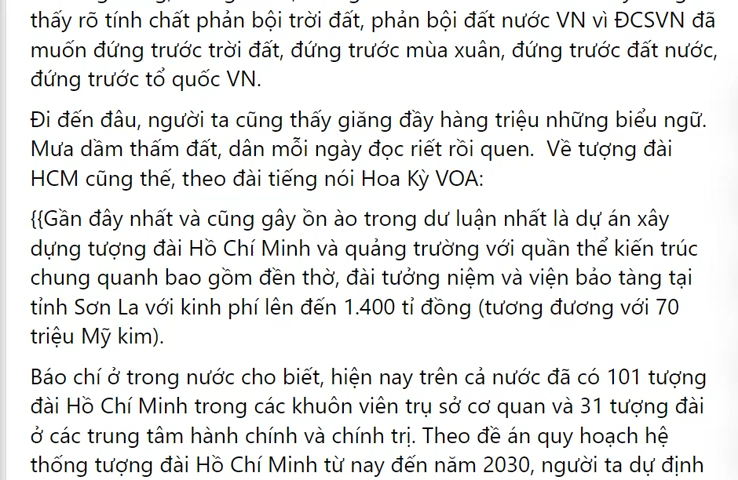 thấy rõ tính chất phản bội trời đất, phản bội đất nước VN vì ĐCSVN đã
muốn đứng trước trời đất, đứng trước mùa xuân, đứng trước đất nước,
đứng trước tổ quốc VN.
Đi đến đâu, người ta cũng thấy giăng đầy hàng triệu những biểu ngữ.
Mưa dầm thấm đất, dân mỗi ngày đọc riết rồi quen.  Về tượng đài
HCM cũng thế, theo đài tiếng nói Hoa Kỳ VOA:
{{Gần đây nhất và cũng gây ồn ào trong dư luận nhất là dự án xây
dựng tượng đài Hồ Chí Minh và quảng trường với quần thể kiến trúc
chung quanh bao gồm đền thờ, đài tưởng niệm và viện bảo tàng tại
tỉnh Sơn La với kinh phí lên đến 1.400 tỉ đồng (tương đương với 70
triệu Mỹ kim).
Báo chí ở trong nước cho biết, hiện nay trên cả nước đã có 101 tượng
đài Hồ Chí Minh trong các khuôn viên trụ sở cơ quan và 31 tượng đài
ở các trung tâm hành chính và chính trị. Theo đề án quy hoạch hệ
thống tượng đài Hồ Chí Minh từ nay đến năm 2030, người ta dự định